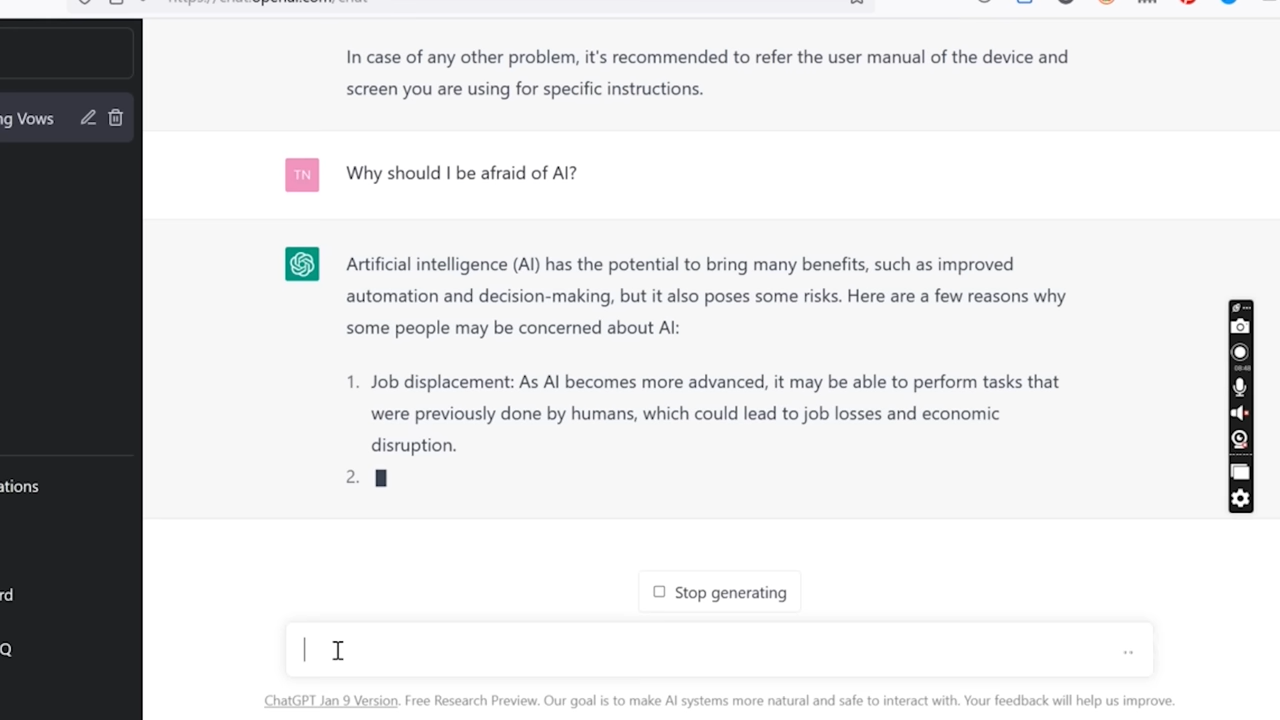 In case of any other problem, it's recommended to refer the user manual of the device and
screen you are using for specific instructions.
ng Vows
TN
Why should I be afraid of AI?
Artificial intelligence (AI) has the potential to bring many benefits, such as improved
automation and decision-making, but it also poses some risks. Here are a few reasons why
some people may be concerned about AI:
1. Job displacement: As AI becomes more advanced, it may be able to perform tasks that
were previously done by humans, which could lead to job losses and economic
disruption.
2.
ations
rd
Q
Stop generating
ChatGPT Jan 9 Version. Free Research Preview. Our goal is to make AI systems more natural and safe to interact with. Your feedback will help us improve.